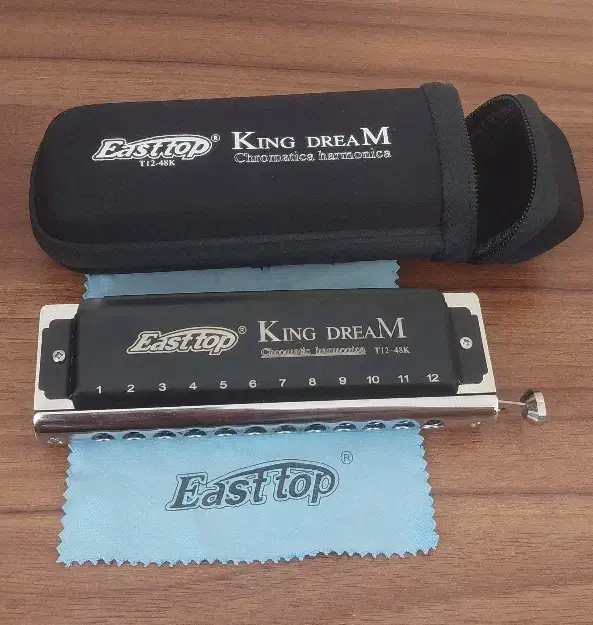 Easttop® KING DREAM
T12-48K Chromatica harmonica
Easttop® KING DREAM
Chromatic harmonica T12-48K
1 2 3 4 5 6 7 8 9 10 11 12
Easttop®